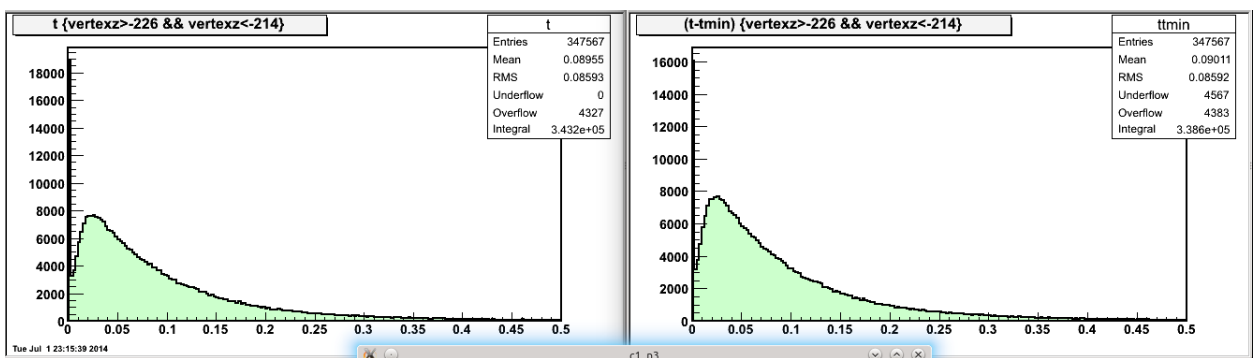 t {vertexz>-226 && vertexz<-214}
t
Entries 347567
Mean 0.08955
RMS 0.08593
Underflow 0
Overflow 4327
Integral 3.432e+05
18000
16000
14000
12000
10000
8000
6000
4000
2000
0
0 0.05 0.1 0.15 0.2 0.25 0.3 0.35 0.4 0.45 0.5
Tue Jul 1 23:15:39 2014
(t-tmin) {vertexz>-226 && vertexz<-214}
ttmin
Entries 347567
Mean 0.09011
RMS 0.08592
Underflow 4567
Overflow 4383
Integral 3.386e+05
16000
14000
12000
10000
8000
6000
4000
2000
0
0 0.05 0.1 0.15 0.2 0.25 0.3 0.35 0.4 0.45 0.5
c1_n3